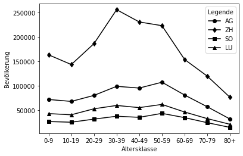 250000
200000
150000
100000
50000
Bevölkerung
Legende
AG
ZH
SO
LU
0-9 10-19 20-29 30-39 40-49 50-59 60-69 70-79 80+
Altersklasse